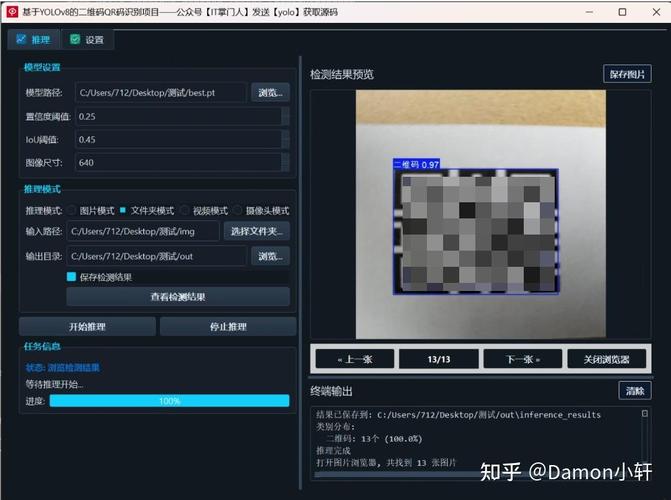 基于YOLOv8的二维码QR码识别项目——公众号【IT掌门人】发送【yolo】获取源码
推理
设置
模型设置
模型路径: C:/Users/712/Desktop/测试/best.pt 浏览...
置信度阈值: 0.25
IoU阈值: 0.45
图像尺寸: 640
推理模式
推理模式: 图片模式 文件夹模式 视频模式 摄像头模式
输入路径: C:/Users/712/Desktop/测试/img 选择文件夹...
输出目录: C:/Users/712/Desktop/测试/out 浏览...
保存检测结果
查看检测结果
开始推理 停止推理
任务信息
状态: 浏览检测结果
等待推理开始...
进度: 100%
检测结果预览 保存图片
二维码 0.97
« 上一张 13/13 下一张 » 关闭浏览器
终端输出 清除
结果已保存到: C:/Users/712/Desktop/测试/out\inference_results
类别分布:
二维码: 13个 (100.0%)
推理完成
打开图片浏览器, 共找到 13 张图片
知乎 @Damon小轩